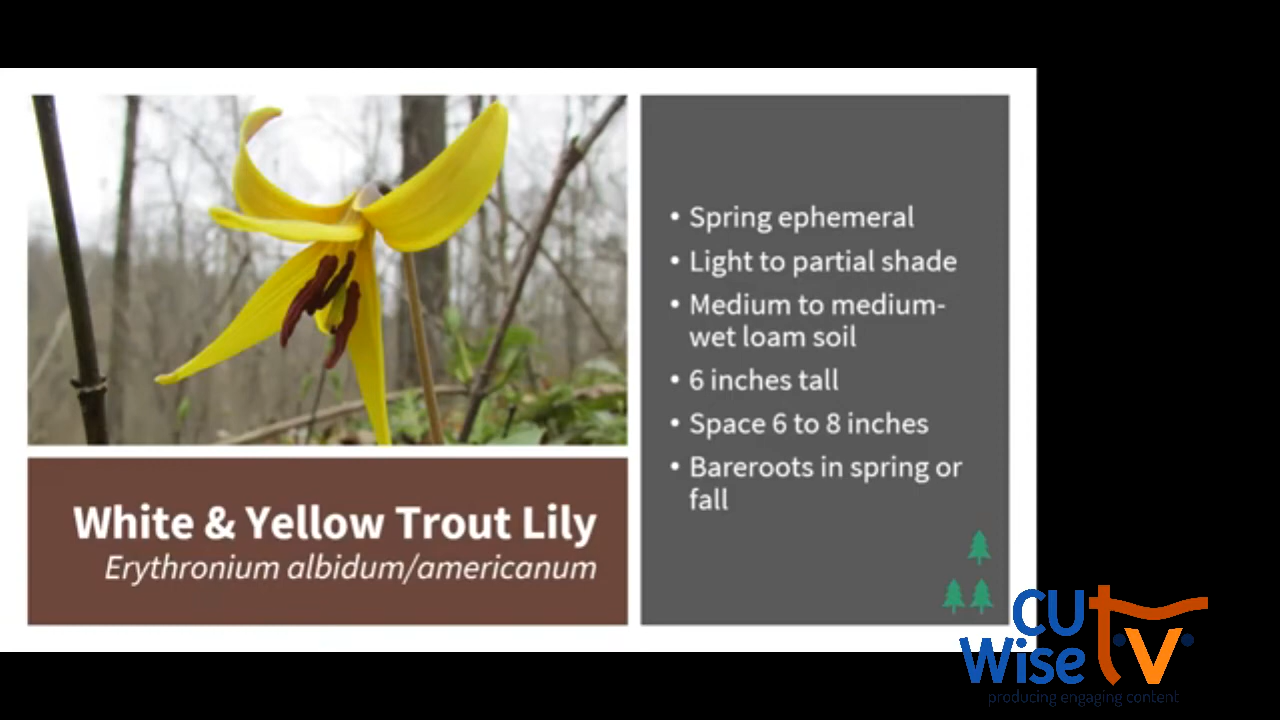 • Spring ephemeral
• Light to partial shade
• Medium to medium-
wet loam soil
• 6 inches tall
• Space 6 to 8 inches
• Bareroots in spring or
fall
White & Yellow Trout Lily
Erythronium albidum/americanum
CU
Wise tv
producing engaging content